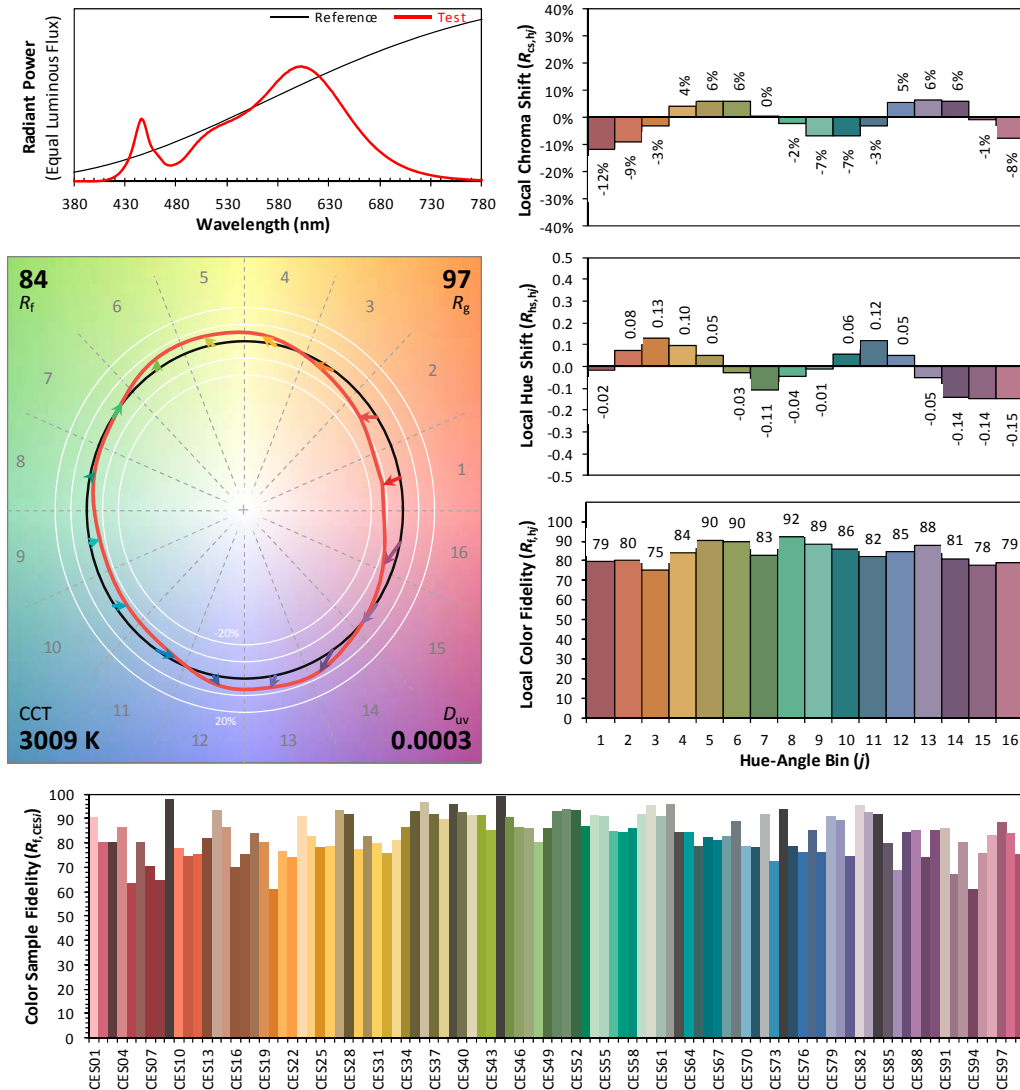 Radiant Power
(Equal Luminous Flux)
Reference Test
380 430 480 530 580 630 680 730 780
Wavelength (nm)
Local Chroma Shift (Rcs,hj)
40%
30%
20%
10%
0%
-10%
-20%
-30%
-40%
-12% -9% -3% 4% 6% 6% 0% -2% -7% -7% -3% 5% 6% 6% -1% -8%
84
Rf
97
Rg
5 4
6 3
7 2
8 1
9 16
10 15
11 14
12 13
-20%
20%
CCT
3009 K
Duv
0.0003
Local Hue Shift (Rhs,hj)
0.5
0.4
0.3
0.2
0.1
0.0
-0.1
-0.2
-0.3
-0.4
-0.5
-0.02 0.08 0.13 0.10 0.05 -0.03 -0.11 -0.04 -0.01 0.06 0.12 0.05 -0.05 -0.14 -0.14 -0.15
Local Color Fidelity (Rf,hj)
100
90
80
70
60
50
40
30
20
10
0
79 80 75 84 90 90 83 92 89 86 82 85 88 81 78 79
1 2 3 4 5 6 7 8 9 10 11 12 13 14 15 16
Hue-Angle Bin (j)
Color Sample Fidelity (Rf,CESi)
100
90
80
70
60
50
40
30
20
10
0
CES01 CES04 CES07 CES10 CES13 CES16 CES19 CES22 CES25 CES28 CES31 CES34 CES37 CES40 CES43 CES46 CES49 CES52 CES55 CES58 CES61 CES64 CES67 CES70 CES73 CES76 CES79 CES82 CES85 CES88 CES91 CES94 CES97